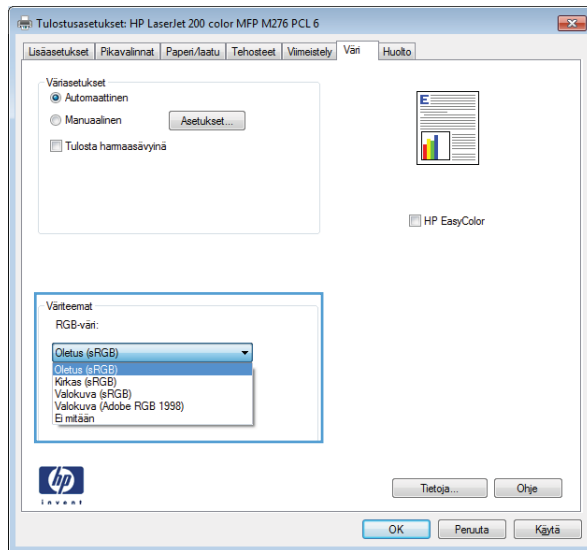 Tulostusasetukset: HP LaserJet 200 color MFP M276 PCL 6
Lisäasetukset Pikavalinnat Paperi/laatu Tehosteet Viimeistely Väri Huolto
Väriasetukset
Automaattinen
Manuaalinen Asetukset...
Tulosta harmaasävyinä
E
HP EasyColor
Väriteemat
RGB-väri:
Oletus (sRGB)
Oletus (sRGB)
Kirkas (sRGB)
Valokuva (sRGB)
Valokuva (Adobe RGB 1998)
Ei mitään
hp
invent
Tietoja... Ohje
OK Peruuta Käytä